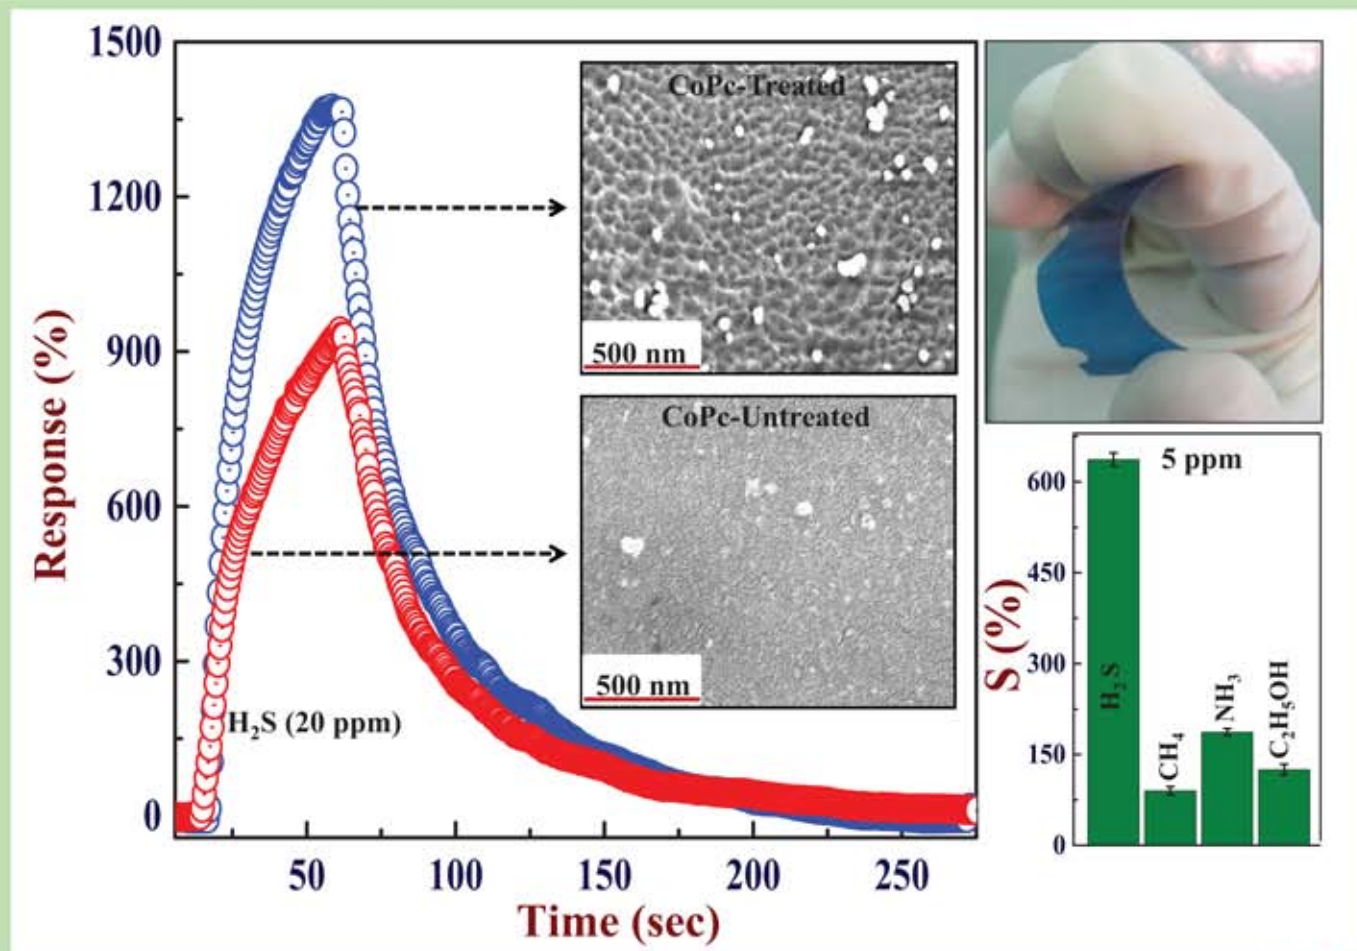 1500
1200
900
600
300
0
Response (%)
50
100
150
200
250
Time (sec)
H₂S (20 ppm)
CoPc-Treated
500 nm
CoPc-Untreated
500 nm
5 ppm
600
450
300
150
0
S (%)
H₂S
CH₄
NH₃
C₂H₅OH